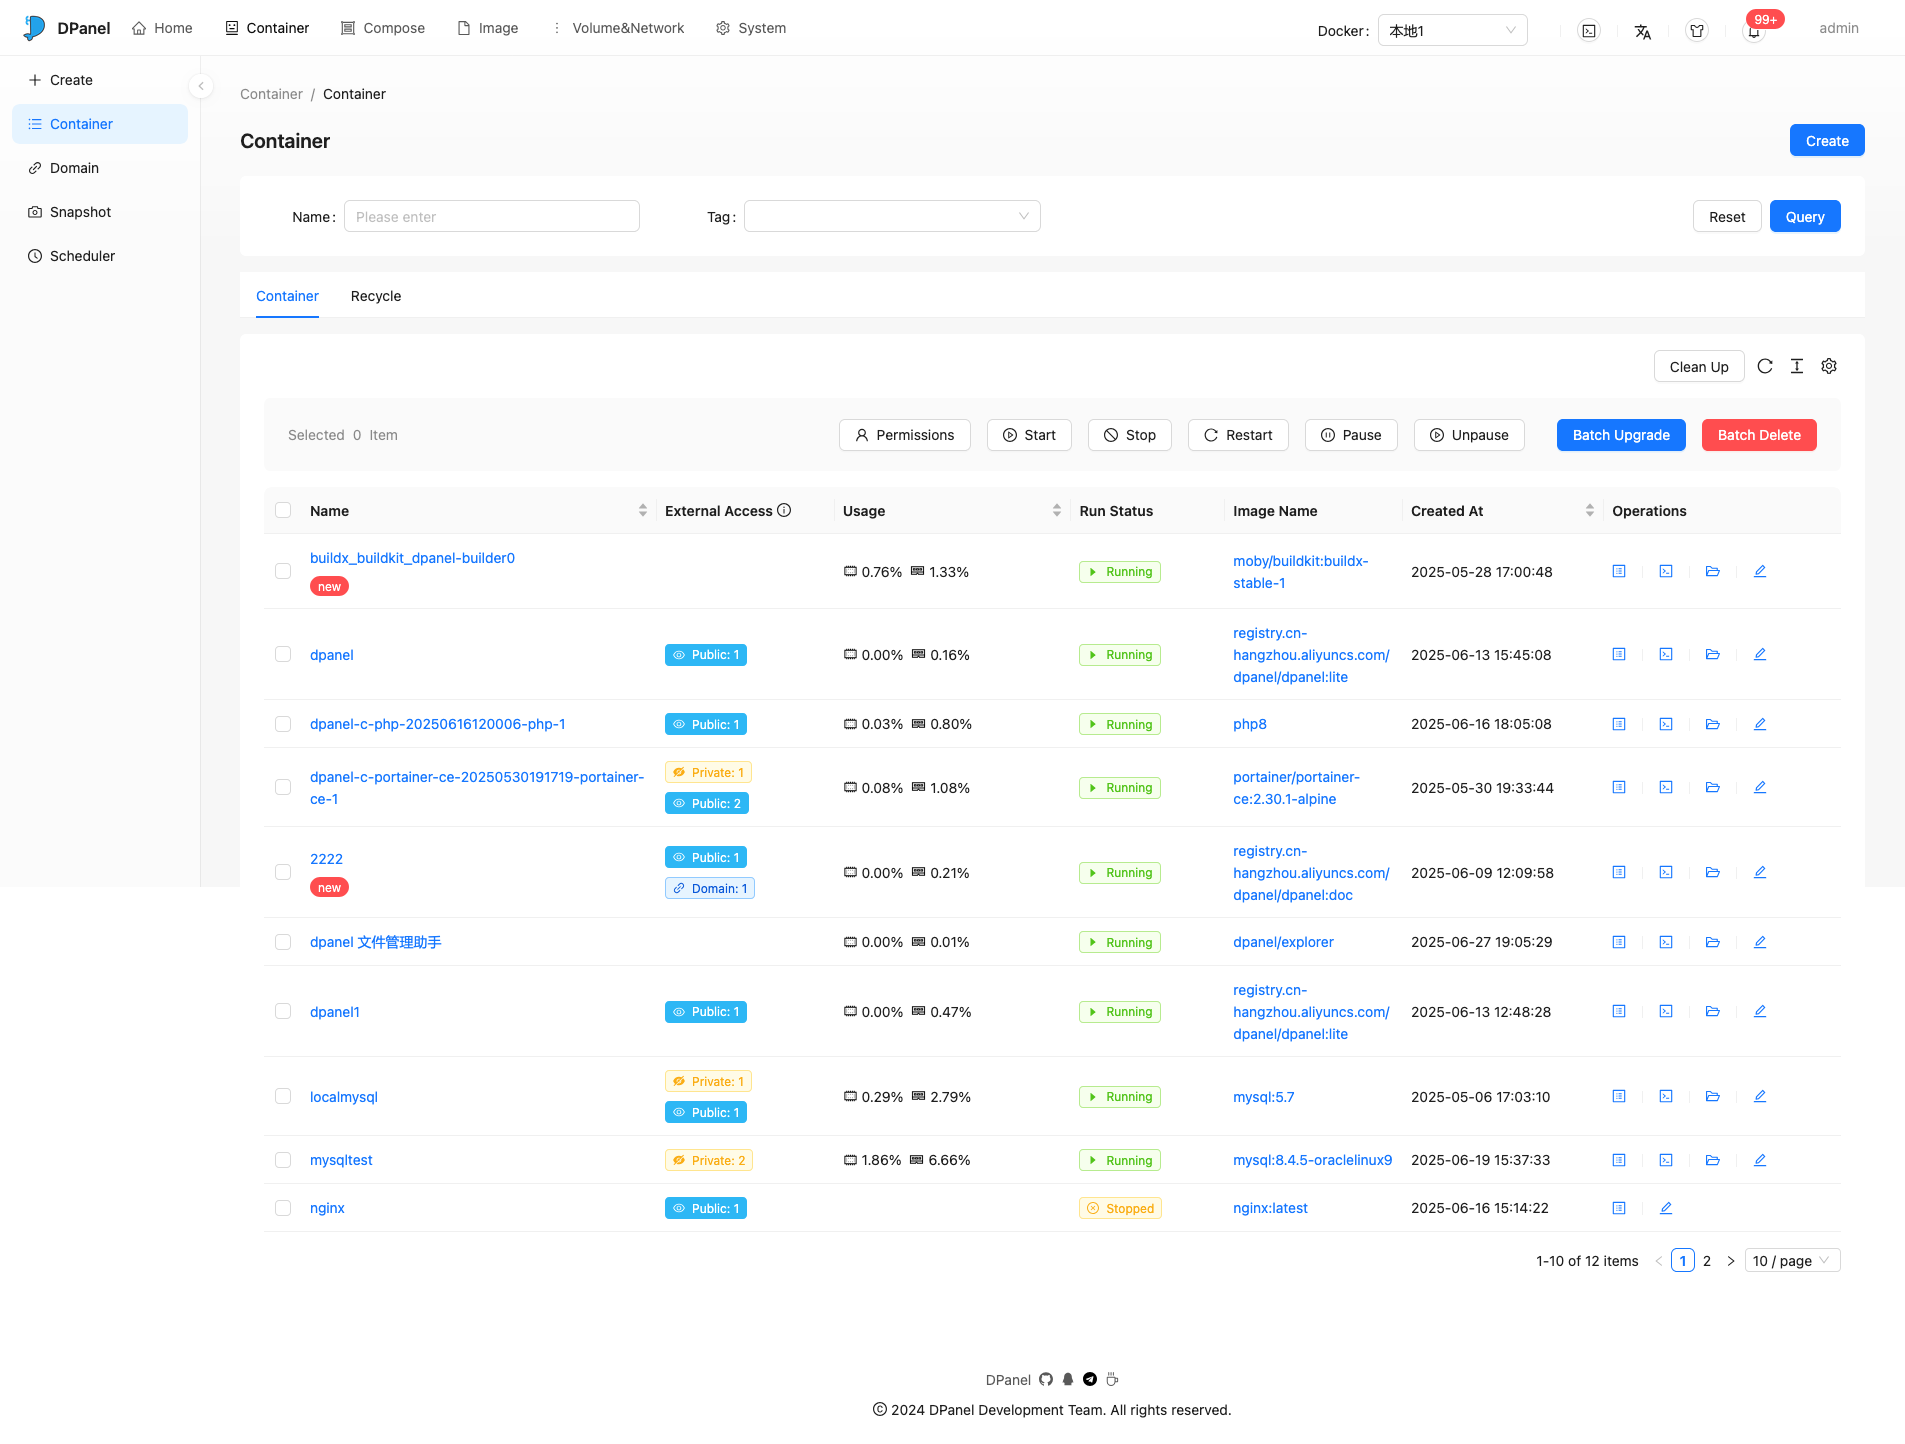 DPanel Home Container Compose Image Volume&Network System Docker: 本地1 99+ admin
Create
Container
Domain
Snapshot
Scheduler
Container / Container
Container Create
Name: Please enter Tag: Reset Query
Container Recycle
Clean Up
Selected 0 Item Permissions Start Stop Restart Pause Unpause Batch Upgrade Batch Delete
Name External Access Usage Run Status Image Name Created At Operations
buildx_buildkit_dpanel-builder0
new
0.76% 1.33% Running
moby/buildkit:buildx-
stable-1
2025-05-28 17:00:48
dpanel Public: 1 0.00% 0.16% Running
registry.cn-
hangzhou.aliyuncs.com/
dpanel/dpanel:lite
2025-06-13 15:45:08
dpanel-c-php-20250616120006-php-1 Public: 1 0.03% 0.80% Running php8 2025-06-16 18:05:08
dpanel-c-portainer-ce-20250530191719-portainer-
ce-1
Private: 1
Public: 2
0.08% 1.08% Running
portainer/portainer-
ce:2.30.1-alpine
2025-05-30 19:33:44
2222
new
Public: 1
Domain: 1
0.00% 0.21% Running
registry.cn-
hangzhou.aliyuncs.com/
dpanel/dpanel:doc
2025-06-09 12:09:58
dpanel 文件管理助手 0.00% 0.01% Running dpanel/explorer 2025-06-27 19:05:29
dpanel1 Public: 1 0.00% 0.47% Running
registry.cn-
hangzhou.aliyuncs.com/
dpanel/dpanel:lite
2025-06-13 12:48:28
localmysql
Private: 1
Public: 1
0.29% 2.79% Running mysql:5.7 2025-05-06 17:03:10
mysqltest Private: 2 1.86% 6.66% Running mysql:8.4.5-oraclelinux9 2025-06-19 15:37:33
nginx Public: 1 Stopped nginx:latest 2025-06-16 15:14:22
1-10 of 12 items < 1 2 > 10 / page
DPanel
© 2024 DPanel Development Team. All rights reserved.